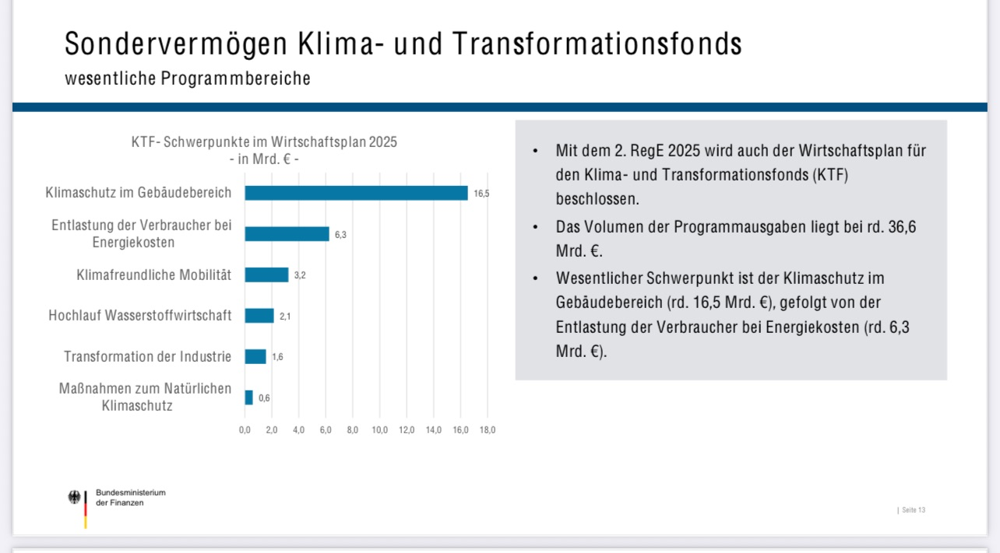 Sondervermögen Klima- und Transformationsfonds
wesentliche Programmbereiche
KTF- Schwerpunkte im Wirtschaftsplan 2025
- in Mrd. € -
Klimaschutz im Gebäudebereich
16,5
Entlastung der Verbraucher bei
Energiekosten
6,3
Klimafreundliche Mobilität
3,2
Hochlauf Wasserstoffwirtschaft
2,1
Transformation der Industrie
1,6
Maßnahmen zum Natürlichen
Klimaschutz
0,6
0,0 2,0 4,0 6,0 8,0 10,0 12,0 14,0 16,0 18,0
• Mit dem 2. RegE 2025 wird auch der Wirtschaftsplan für
den Klima- und Transformationsfonds (KTF)
beschlossen.
• Das Volumen der Programmausgaben liegt bei rd. 36,6
Mrd. €.
• Wesentlicher Schwerpunkt ist der Klimaschutz im
Gebäudebereich (rd. 16,5 Mrd. €), gefolgt von der
Entlastung der Verbraucher bei Energiekosten (rd. 6,3
Mrd. €).
Bundesministerium
der Finanzen
| Seite 13